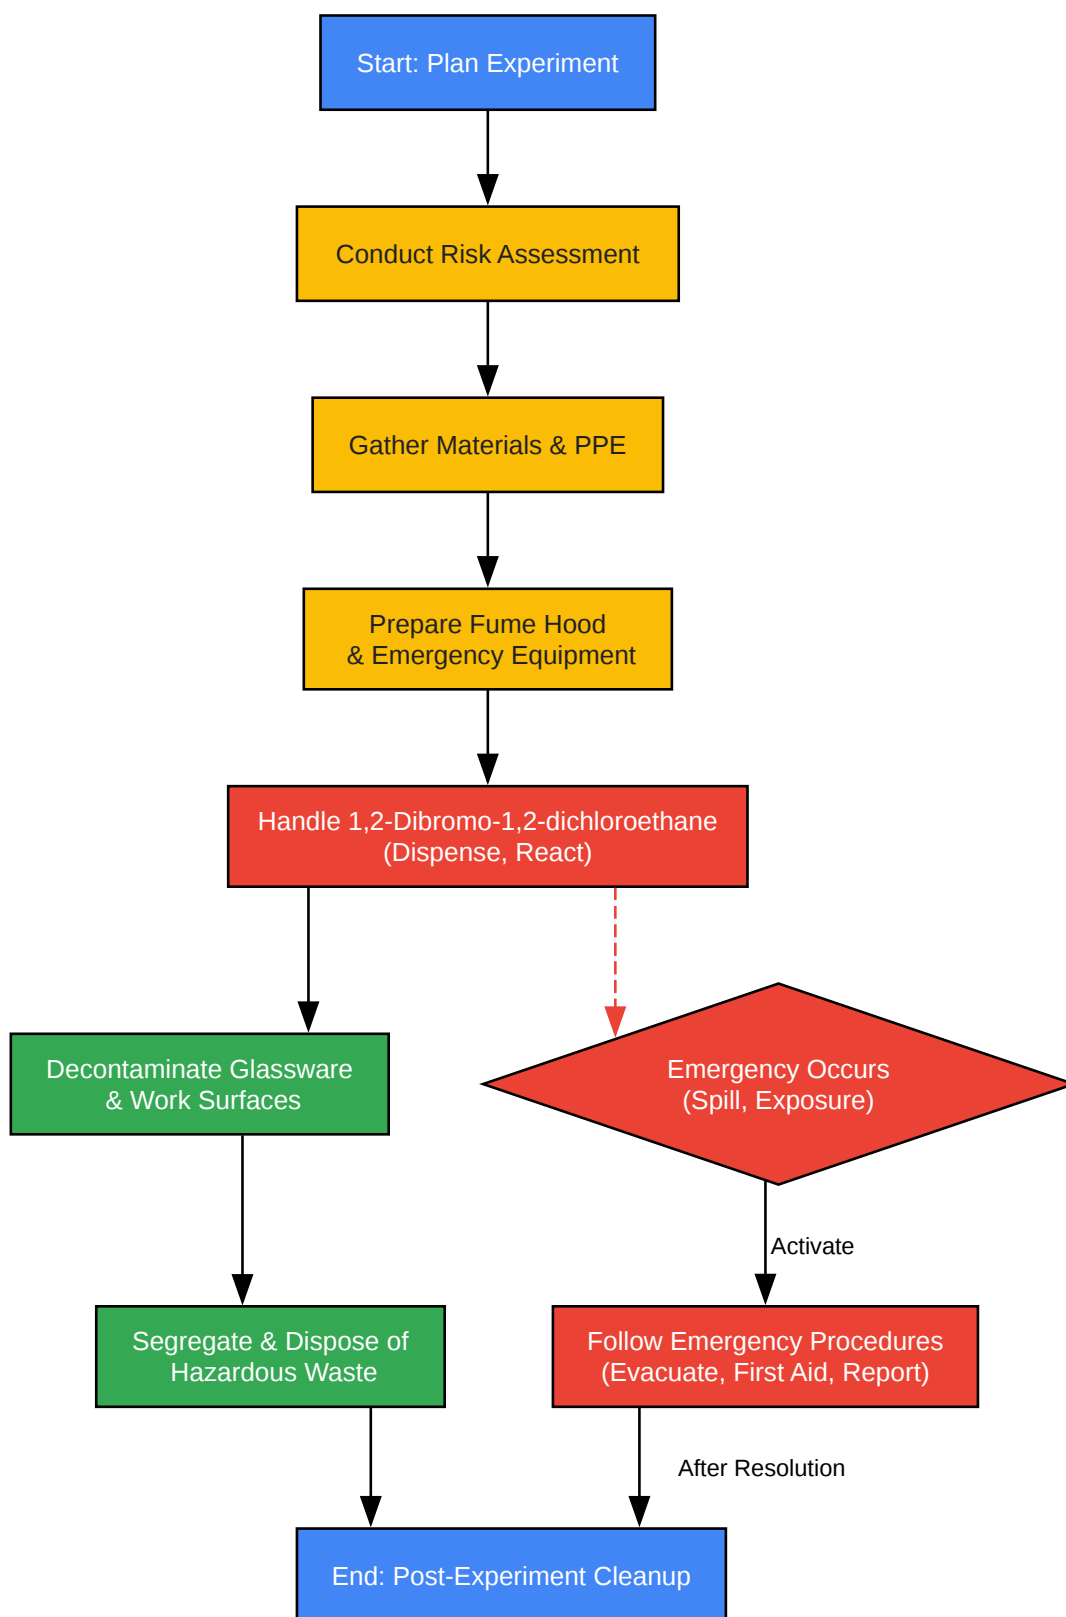 Start: Plan Experiment
Conduct Risk Assessment
Gather Materials & PPE
Prepare Fume Hood
& Emergency Equipment
Handle 1,2-Dibromo-1,2-dichloroethane
(Dispense, React)
Decontaminate Glassware
& Work Surfaces
Emergency Occurs
(Spill, Exposure)
Activate
Segregate & Dispose of
Hazardous Waste
Follow Emergency Procedures
(Evacuate, First Aid, Report)
After Resolution
End: Post-Experiment Cleanup